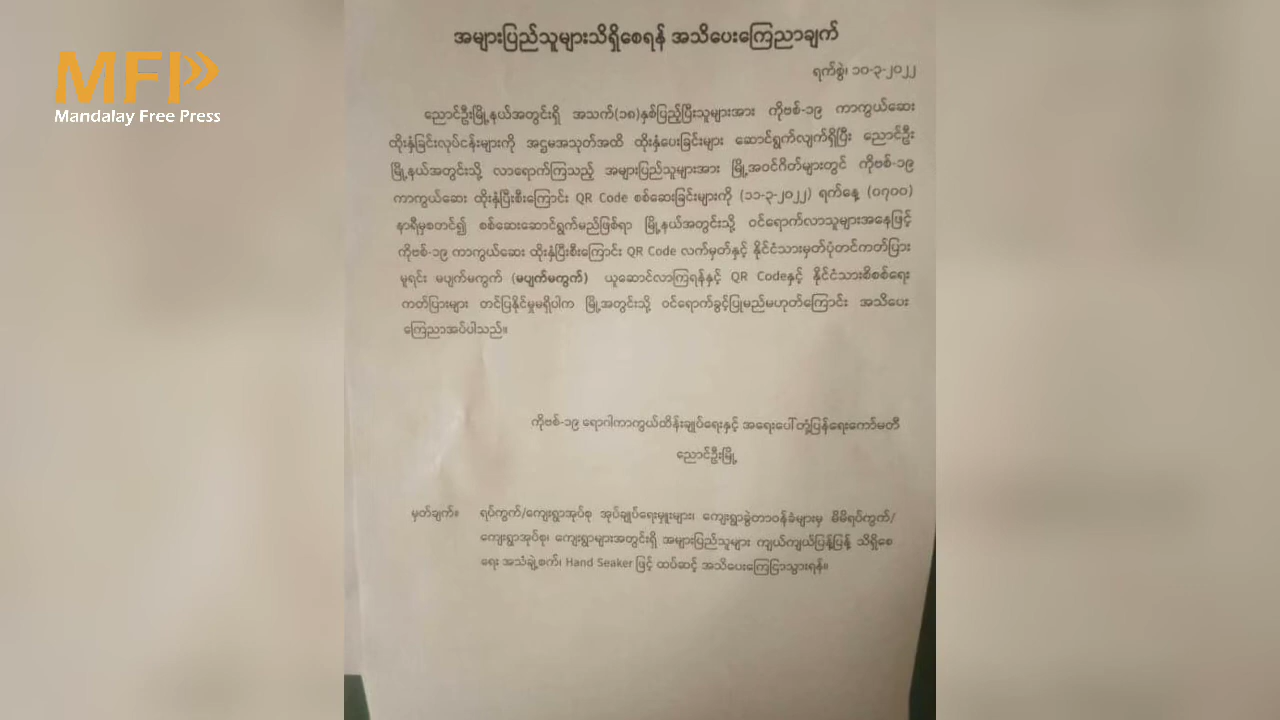 MFP
Mandalay Free Press
အများပြည်သူများသိရှိစေရန် အသိပေးကြေညာချက်
ရက်စွဲ၊ ၁၀-၃-၂၀၂၂
ညောင်ဦးမြို့နယ်အတွင်းရှိ အသက်(၁၈)နှစ်ပြည့်ပြီးသူများအား ကိုဗစ်-၁၉ ကာကွယ်ဆေး
ထိုးနှံခြင်းလုပ်ငန်းများကို အဋ္ဌမအသုတ်အထိ ထိုးနှံပေးခြင်းများ ဆောင်ရွက်လျက်ရှိပြီး ညောင်ဦး
မြို့နယ်အတွင်းသို့ လာရောက်ကြသည့် အများပြည်သူများအား မြို့အဝင်ဂိတ်များတွင် ကိုဗစ်-၁၉
ကာကွယ်ဆေး ထိုးနှံပြီးစီးကြောင်း QR Code စစ်ဆေးခြင်းများကို (၁၁-၃-၂၀၂၂) ရက်နေ့ (၀၇၀၀)
နာရီမှစတင်၍ စစ်ဆေးဆောင်ရွက်မည်ဖြစ်ရာ မြို့နယ်အတွင်းသို့ ဝင်ရောက်လာသူများအနေဖြင့်
ကိုဗစ်-၁၉ ကာကွယ်ဆေး ထိုးနှံပြီးစီးကြောင်း QR Code လက်မှတ်နှင့် နိုင်ငံသားမှတ်ပုံတင်ကတ်ပြား
မူရင်း မပျက်မကွက် (မပျက်မကွက်) ယူဆောင်လာကြရန်နှင့် QR Codeနှင့် နိုင်ငံသားစိစစ်ရေး
ကတ်ပြားများ တင်ပြနိုင်မှုမရှိပါက မြို့အတွင်းသို့ ဝင်ရောက်ခွင့်ပြုမည်မဟုတ်ကြောင်း အသိပေး
ကြေညာအပ်ပါသည်။
ကိုဗစ်-၁၉ ရောဂါကာကွယ်ထိန်းချုပ်ရေးနှင့် အရေးပေါ်တုံ့ပြန်ရေးကော်မတီ
ညောင်ဦးမြို့
မှတ်ချက်။ ရပ်ကွက်/ကျေးရွာအုပ်စု အုပ်ချုပ်ရေးမှူးများ၊ ကျေးရွာခွဲတာဝန်ခံများမှ မိမိရပ်ကွက်/
ကျေးရွာအုပ်စု၊ ကျေးရွာများအတွင်းရှိ အများပြည်သူများ ကျယ်ကျယ်ပြန့်ပြန့် သိရှိစေ
ရေး အသံချဲ့စက်၊ Hand Seaker ဖြင့် ထပ်ဆင့် အသိပေးကြေငြာသွားရန်။